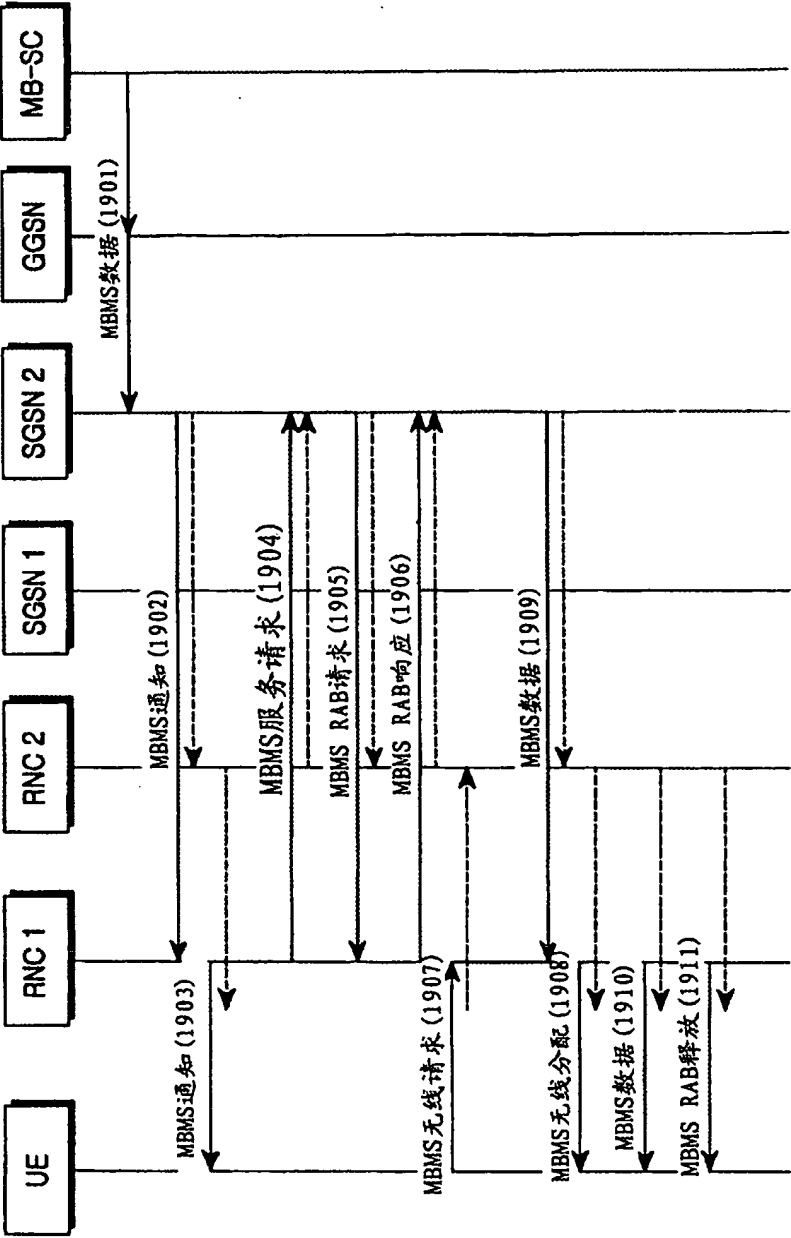 UE
RNC 1
RNC 2
SGSN 1
SGSN 2
GGSN
MB-SC
MBMS数据(1901)
MBMS通知(1902)
MBMS通知(1903)
MBMS服务请求(1904)
MBMS RAB请求(1905)
MBMS RAB响应(1906)
MBMS无线请求(1907)
MBMS无线分配(1908)
MBMS数据(1909)
MBMS数据(1910)
MBMS RAB释放(1911)